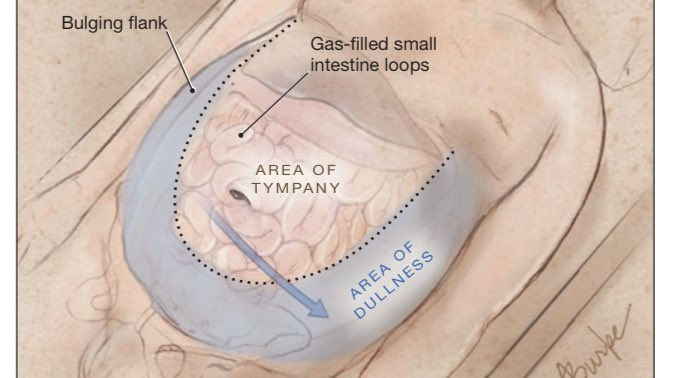 Bulging flank
Gas-filled small
intestine loops
AREA OF
TYMPANY
AREA OF
DULLNESS